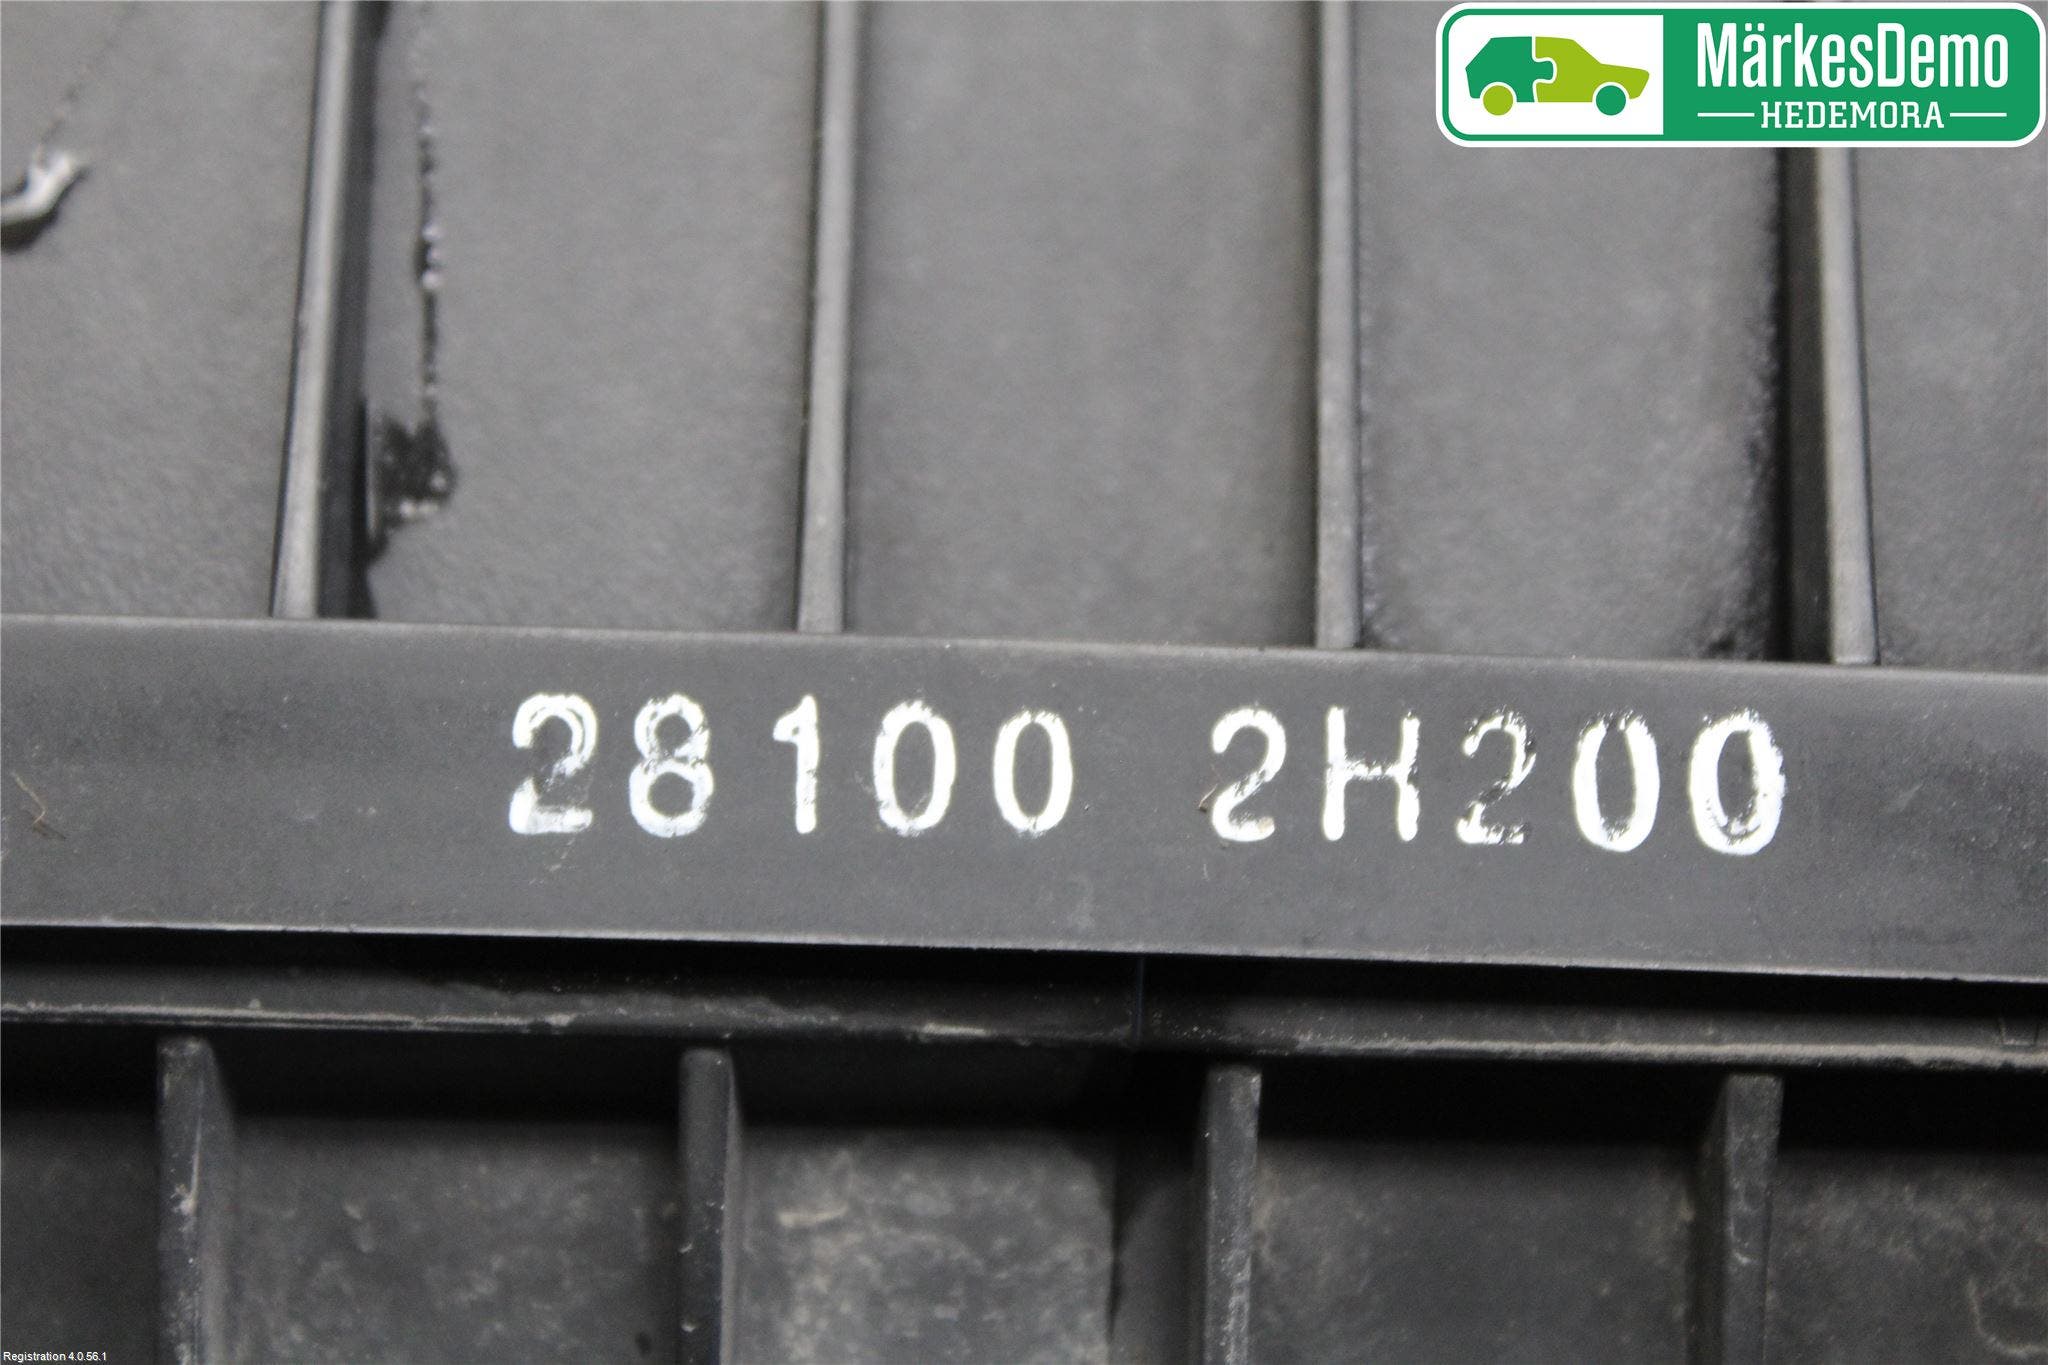 MärkesDemo
HEDEMORA
28100 2H200
Registration 4.0.56.1